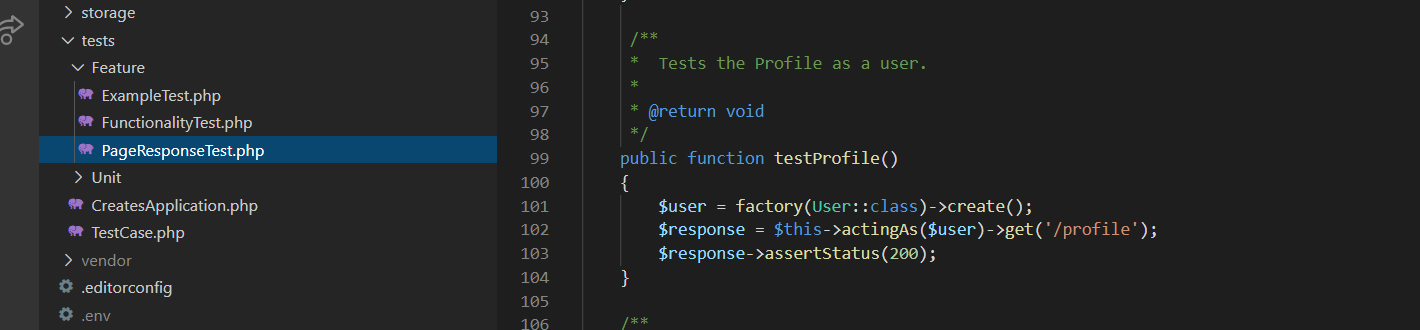 storage
tests
Feature
ExampleTest.php
FunctionalityTest.php
PageResponseTest.php
Unit
CreatesApplication.php
TestCase.php
vendor
.editorconfig
.env
93
94 /**
95 *  Tests the Profile as a user.
96 *
97 * @return void
98 */
99 public function testProfile()
100 {
101 $user = factory(User::class)->create();
102 $response = $this->actingAs($user)->get('/profile');
103 $response->assertStatus(200);
104 }
105
106 /**